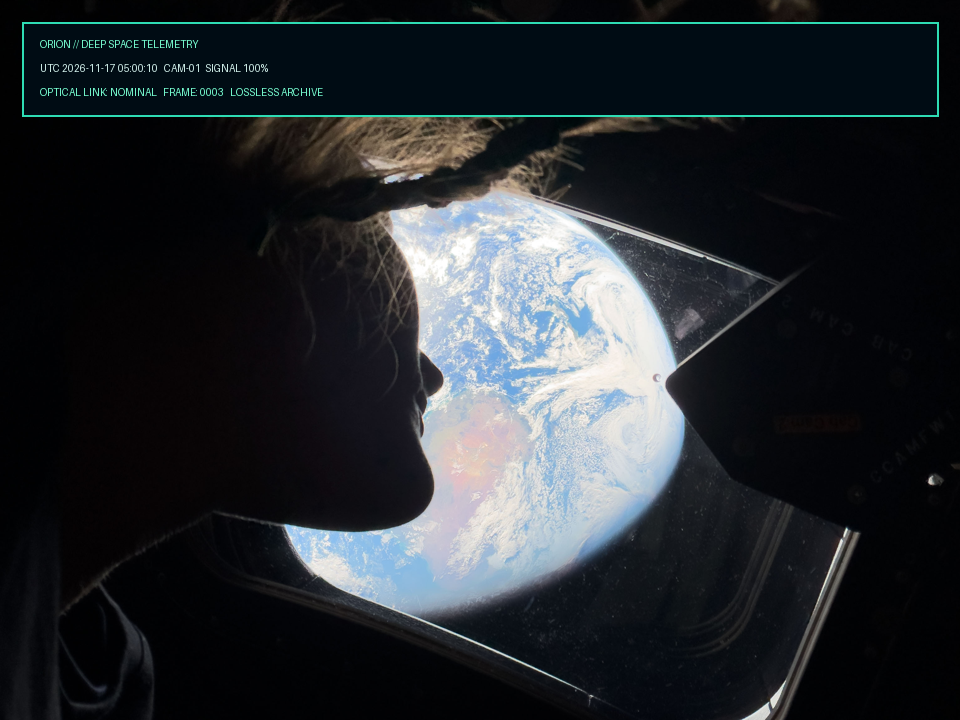 ORION // DEEP SPACE TELEMETRY
UTC 2026-11-17 05:00:10 CAM-01 SIGNAL 100%
OPTICAL LINK: NOMINAL FRAME: 0003 LOSSLESS ARCHIVE